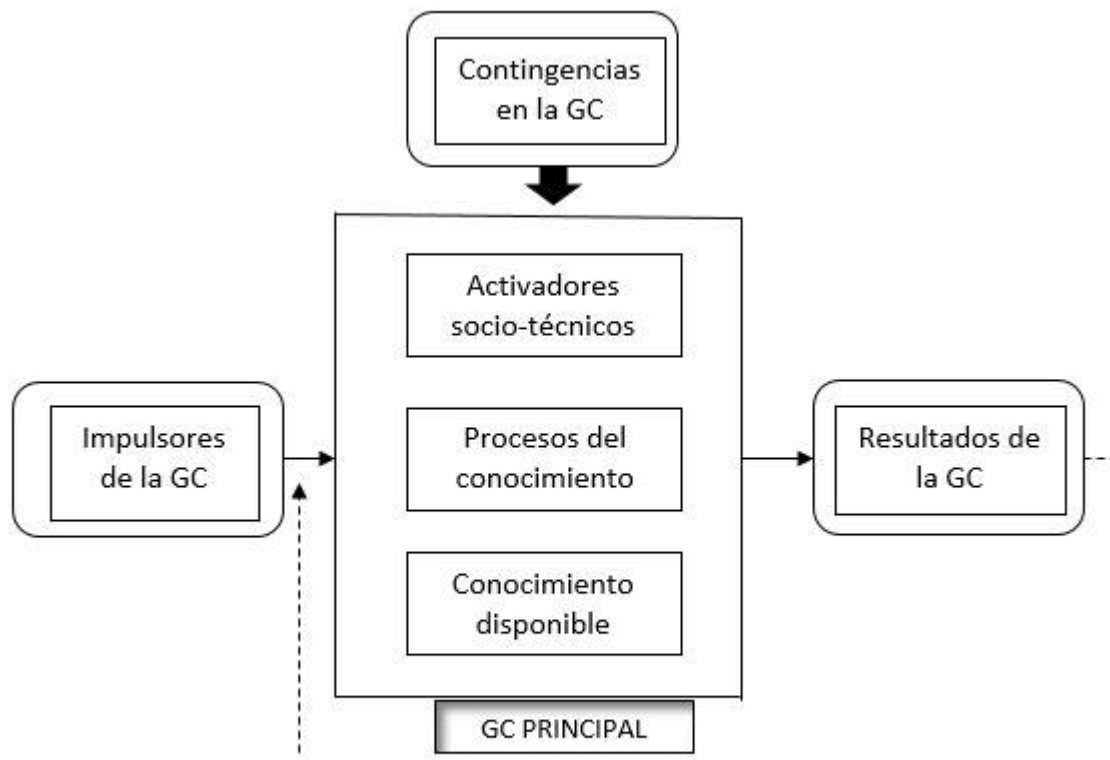 Contingencias
en la GC
Activadores
socio-técnicos
Impulsores
de la GC
Procesos del
conocimiento
Resultados de
la GC
Conocimiento
disponible
GC PRINCIPAL